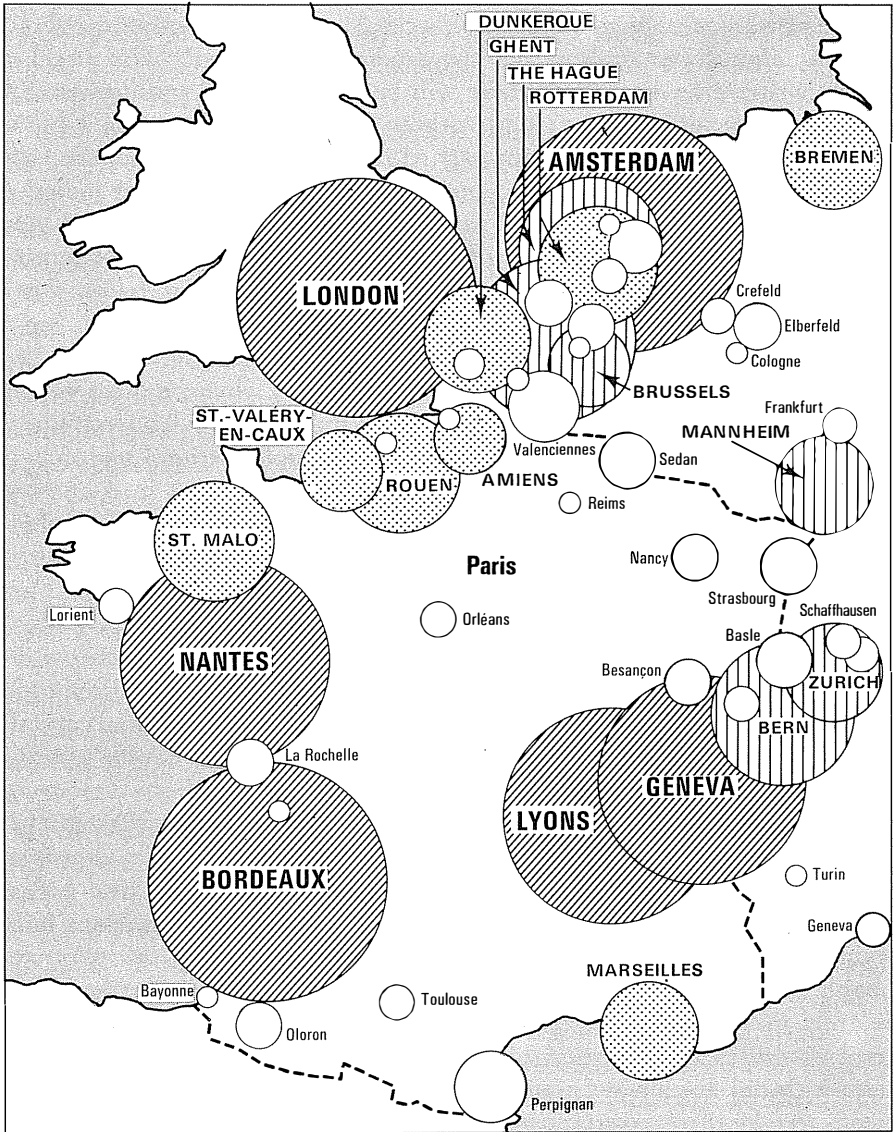 DUNKERQUE
GHENT
THE HAGUE
ROTTERDAM
AMSTERDAM
BREMEN
LONDON
Crefeld
Elberfeld
Cologne
BRUSSELS
ST.-VALÉRY-
EN-CAUX
Frankfurt
MANNHEIM
Valenciennes
Sedan
ROUEN
AMIENS
Reims
ST. MALO
Paris
Nancy
Strasbourg
Lorient
Orléans
Schaffhausen
Basle
NANTES
Besançon
ZURICH
BERN
La Rochelle
GENEVA
LYONS
BORDEAUX
Turin
Geneva
MARSEILLES
Bayonne
Toulouse
Oloron
Perpignan